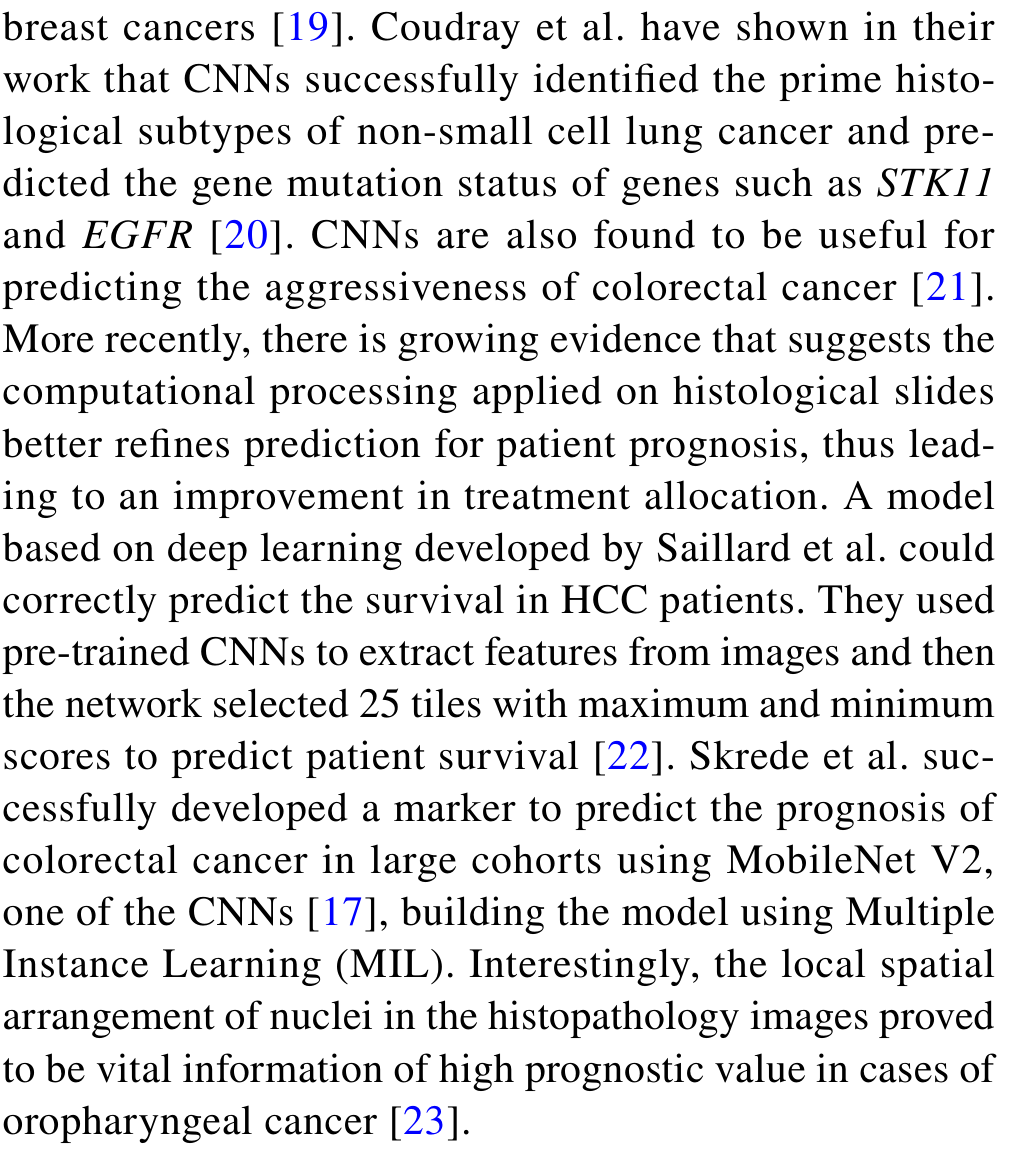 breast cancers [19]. Coudray et al. have shown in their
work that CNNs successfully identified the prime histo-
logical subtypes of non-small cell lung cancer and pre-
dicted the gene mutation status of genes such as STK11
and EGFR [20]. CNNs are also found to be useful for
predicting the aggressiveness of colorectal cancer [21].
More recently, there is growing evidence that suggests the
computational processing applied on histological slides
better refines prediction for patient prognosis, thus lead-
ing to an improvement in treatment allocation. A model
based on deep learning developed by Saillard et al. could
correctly predict the survival in HCC patients. They used
pre-trained CNNs to extract features from images and then
the network selected 25 tiles with maximum and minimum
scores to predict patient survival [22]. Skrede et al. suc-
cessfully developed a marker to predict the prognosis of
colorectal cancer in large cohorts using MobileNet V2,
one of the CNNs [17], building the model using Multiple
Instance Learning (MIL). Interestingly, the local spatial
arrangement of nuclei in the histopathology images proved
to be vital information of high prognostic value in cases of
oropharyngeal cancer [23].